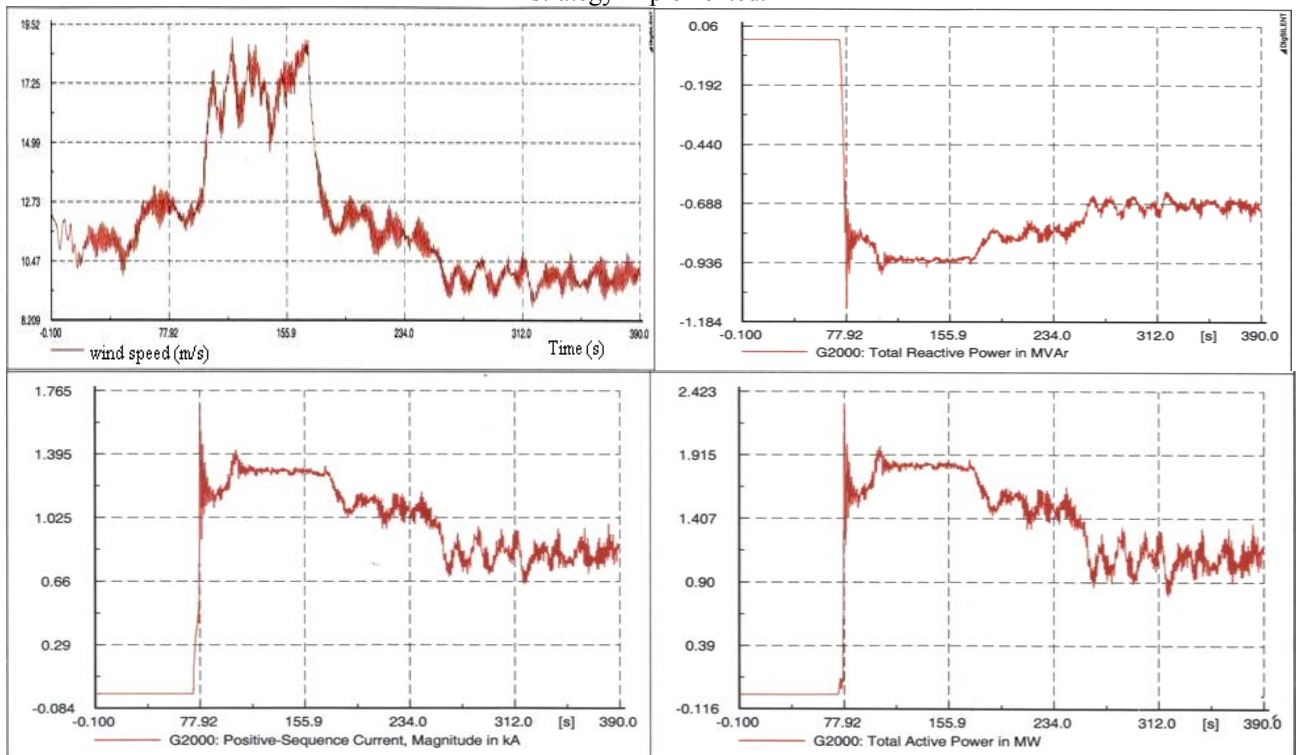 19.52
17.25
14.99
12.73
10.47
8.209
-0.100 77.92 155.9 234.0 312.0 390.0
wind speed (m/s) Time (s)
DIgSILENT
0.06
-0.192
-0.440
-0.688
-0.936
-1.184
-0.100 77.92 155.9 234.0 312.0 [s] 390.0
G2000: Total Reactive Power in MVAr
DIgSILENT
1.765
1.395
1.025
0.66
0.29
-0.084
-0.100 77.92 155.9 234.0 312.0 [s] 390.0
G2000: Positive-Sequence Current, Magnitude in kA
2.423
1.915
1.407
0.90
0.39
-0.116
-0.100 77.92 155.9 234.0 312.0 [s] 390.0
G2000: Total Active Power in MW